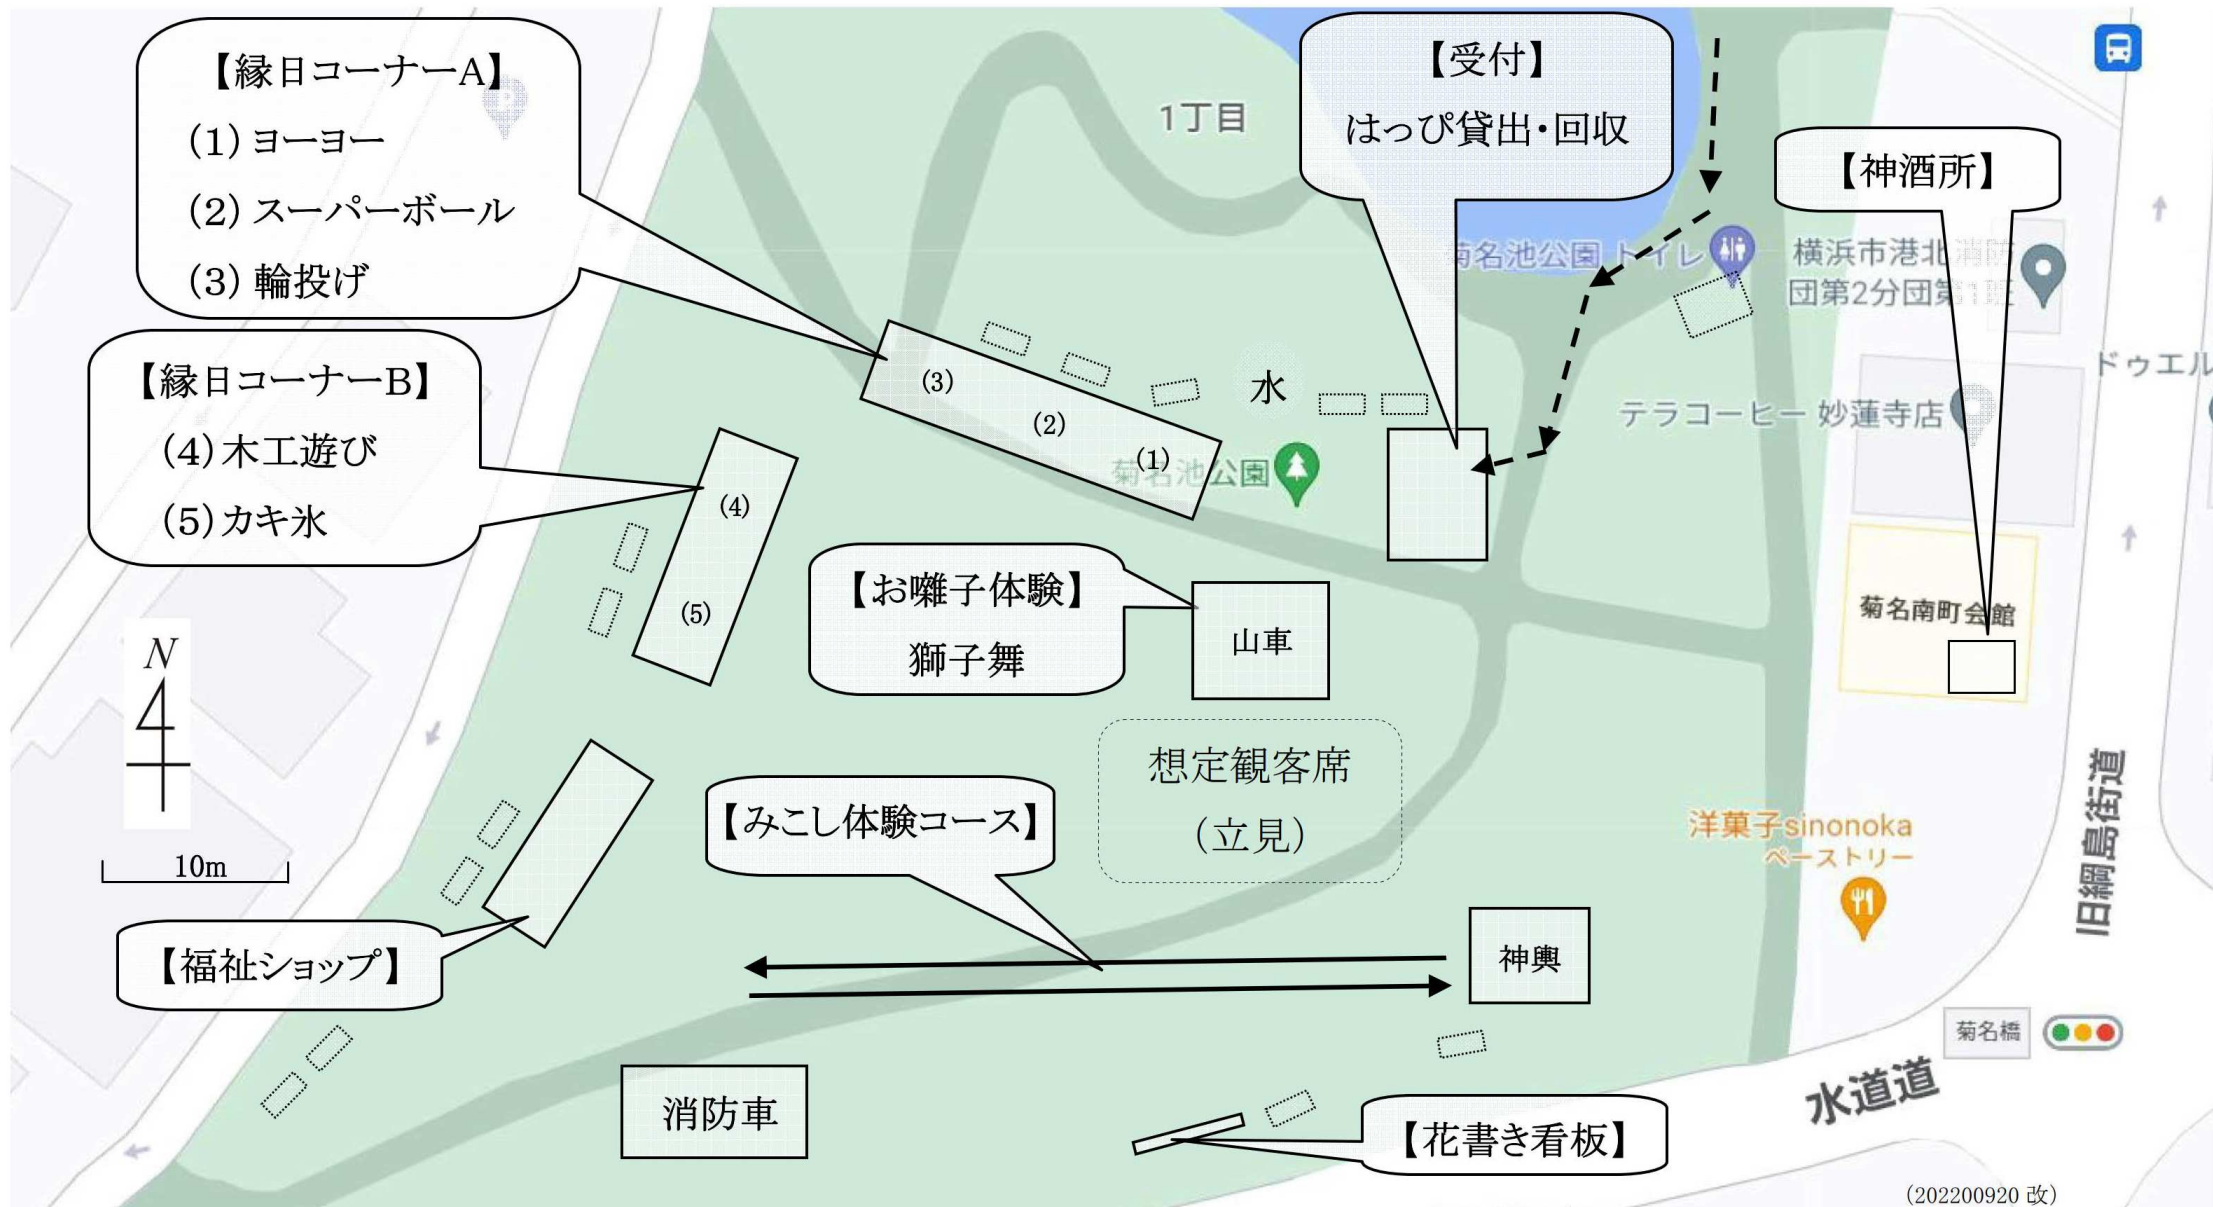 【縁日コーナーA】
(1) ヨーヨー
(2) スーパーボール
(3) 輪投げ
【縁日コーナーB】
(4) 木工遊び
(5) カキ氷
1丁目
【受付】
はっぴ貸出・回収
【神酒所】
菊名池公園 トイレ
横浜市港北消防
団第2分団第1班
ドゥエル
テラコーヒー 妙蓮寺店
(3)
(2)
(1)
水
菊名池公園
(4)
(5)
【お囃子体験】
獅子舞
山車
菊名南町会館
N
10m
想定観客席
（立見）
【みこし体験コース】
洋菓子sinonoka
ペーストリー
旧綱島街道
【福祉ショップ】
神輿
菊名橋
水道道
消防車
【花書き看板】
（202200920 改）